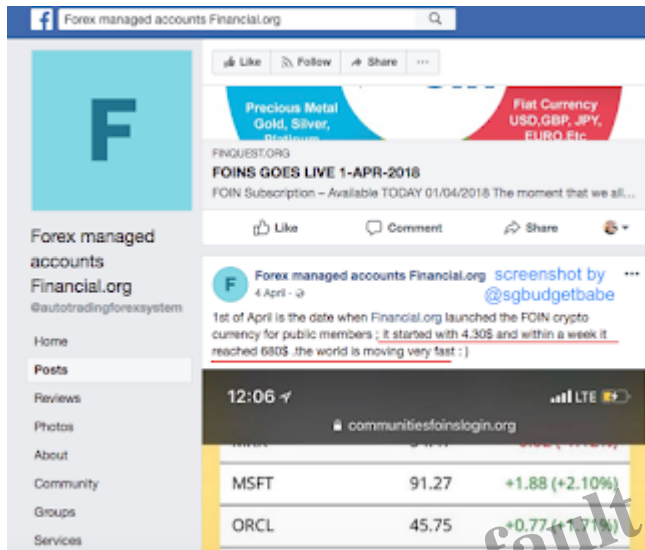 Forex managed accounts Financial.org
Like Follow Share ...
F
Precious Metal
Gold, Silver,
Platinum
Fiat Currency
USD,GBP, JPY,
EURO,Etc
FINQUEST.ORG
FOINS GOES LIVE 1-APR-2018
FOIN Subscription – Available TODAY 01/04/2018 The moment that we all...
Like Comment Share
Forex managed
accounts
Financial.org
@autotradingforexsystem
Home
Posts
Reviews
Photos
About
Community
Groups
Services
F
Forex managed accounts Financial.org
4 April
screenshot by
@sgbudgetbabe
1st of April is the date when Financial.org launched the FOIN crypto
currency for public members ; it started with 4.30$ and within a week it
reached 680$ .the world is moving very fast : )
12:06 LTE
communitiesfoinslogin.org
MSFT 91.27 +1.88 (+2.10%)
ORCL 45.75 +0.77 (+1.71%)
fault